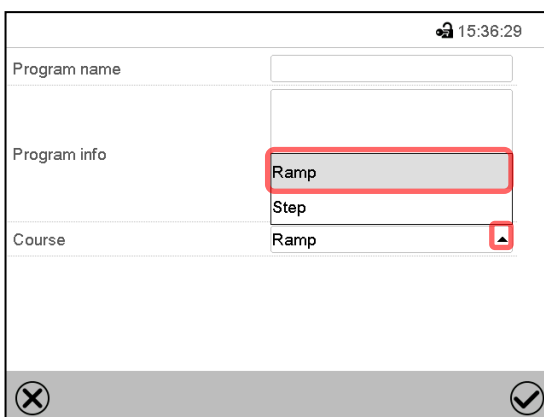 15:36:29
Program name
Program info
Ramp
Step
Course
Ramp